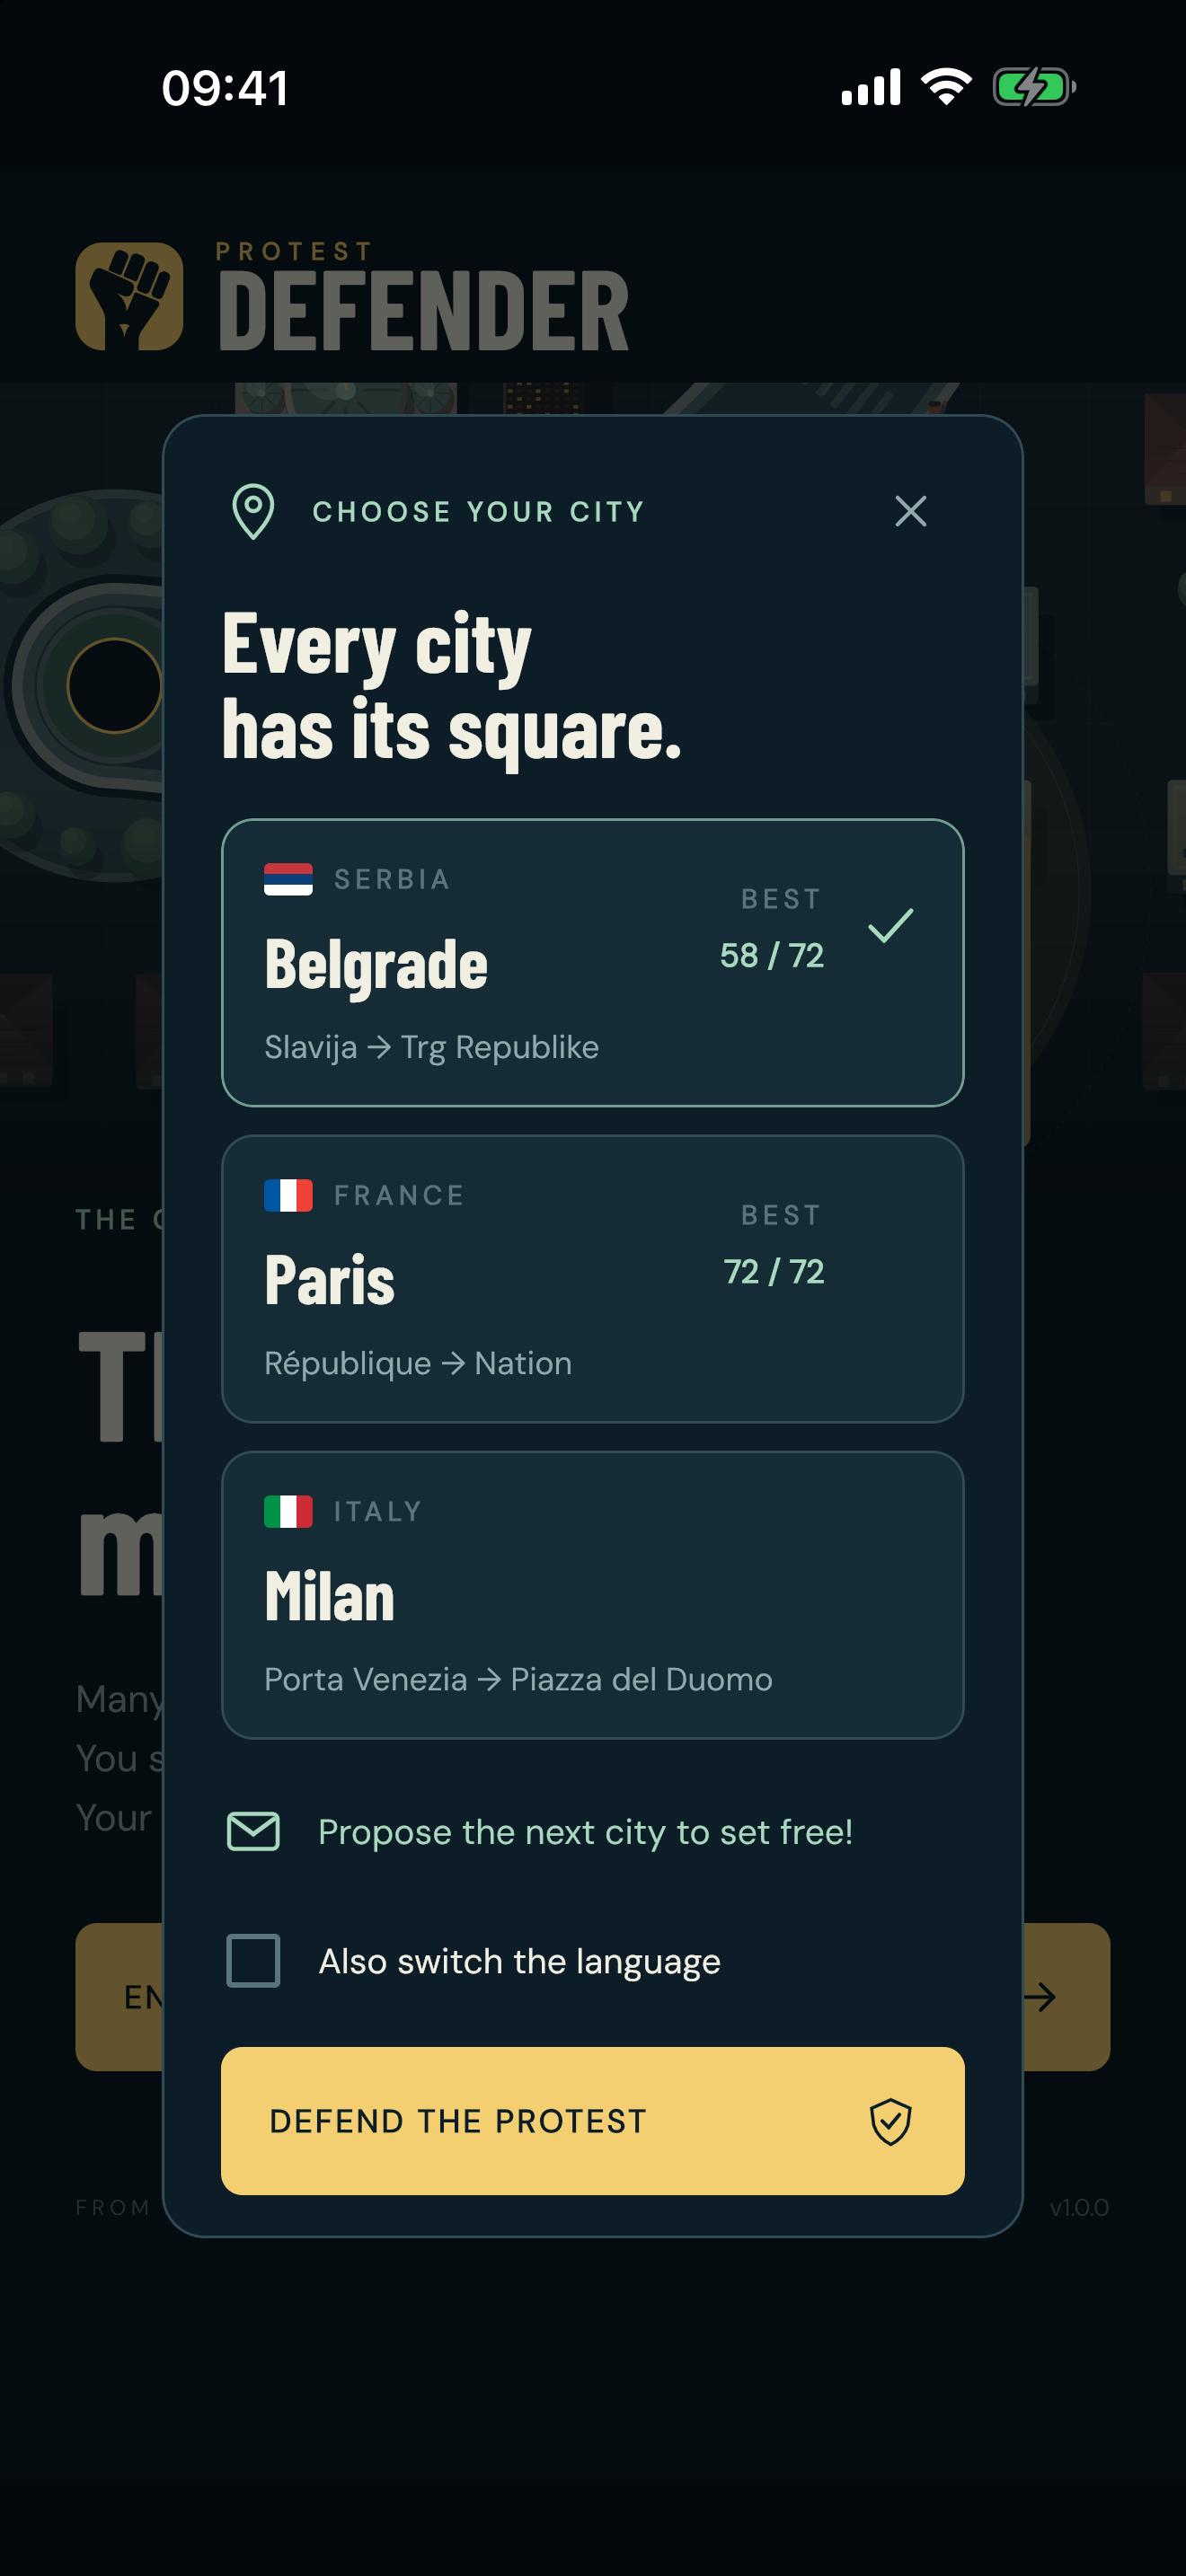 09:41
PROTEST
DEFENDER
CHOOSE YOUR CITY
Every city
has its square.
SERBIA
BEST
58 / 72
Belgrade
Slavija → Trg Republike
FRANCE
BEST
72 / 72
Paris
République → Nation
THE
ITALY
Milan
Porta Venezia → Piazza del Duomo
Many
You
Your
Propose the next city to set free!
Also switch the language
DEFEND THE PROTEST
FROM
v1.0.0